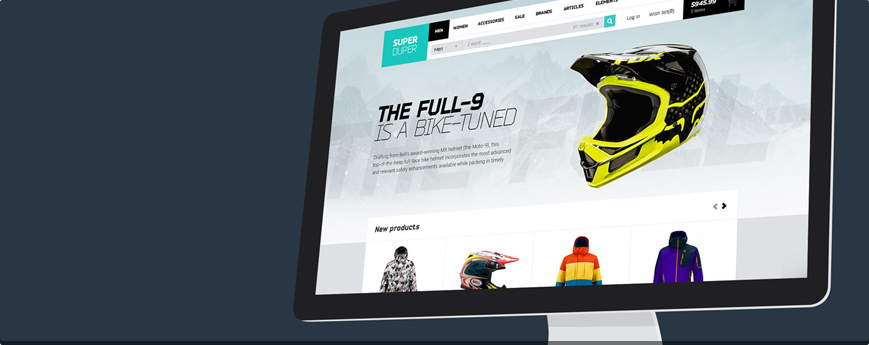 SUPER
DUPER
MEN WOMEN ACCESSORIES SALE BRANDS ARTICLES ELEMENTS
Men I want 97 results × Log in Wish list(0)
$945.99
2 items
THE FULL-9
IS A BIKE-TUNED
Drafting from Bell's award-winning MX helmet (the Moto-9), this
top-of-the-heap full-face bike helmet incorporates the most advanced
and relevant safety enhancements available while packing in timely
FOX
New products